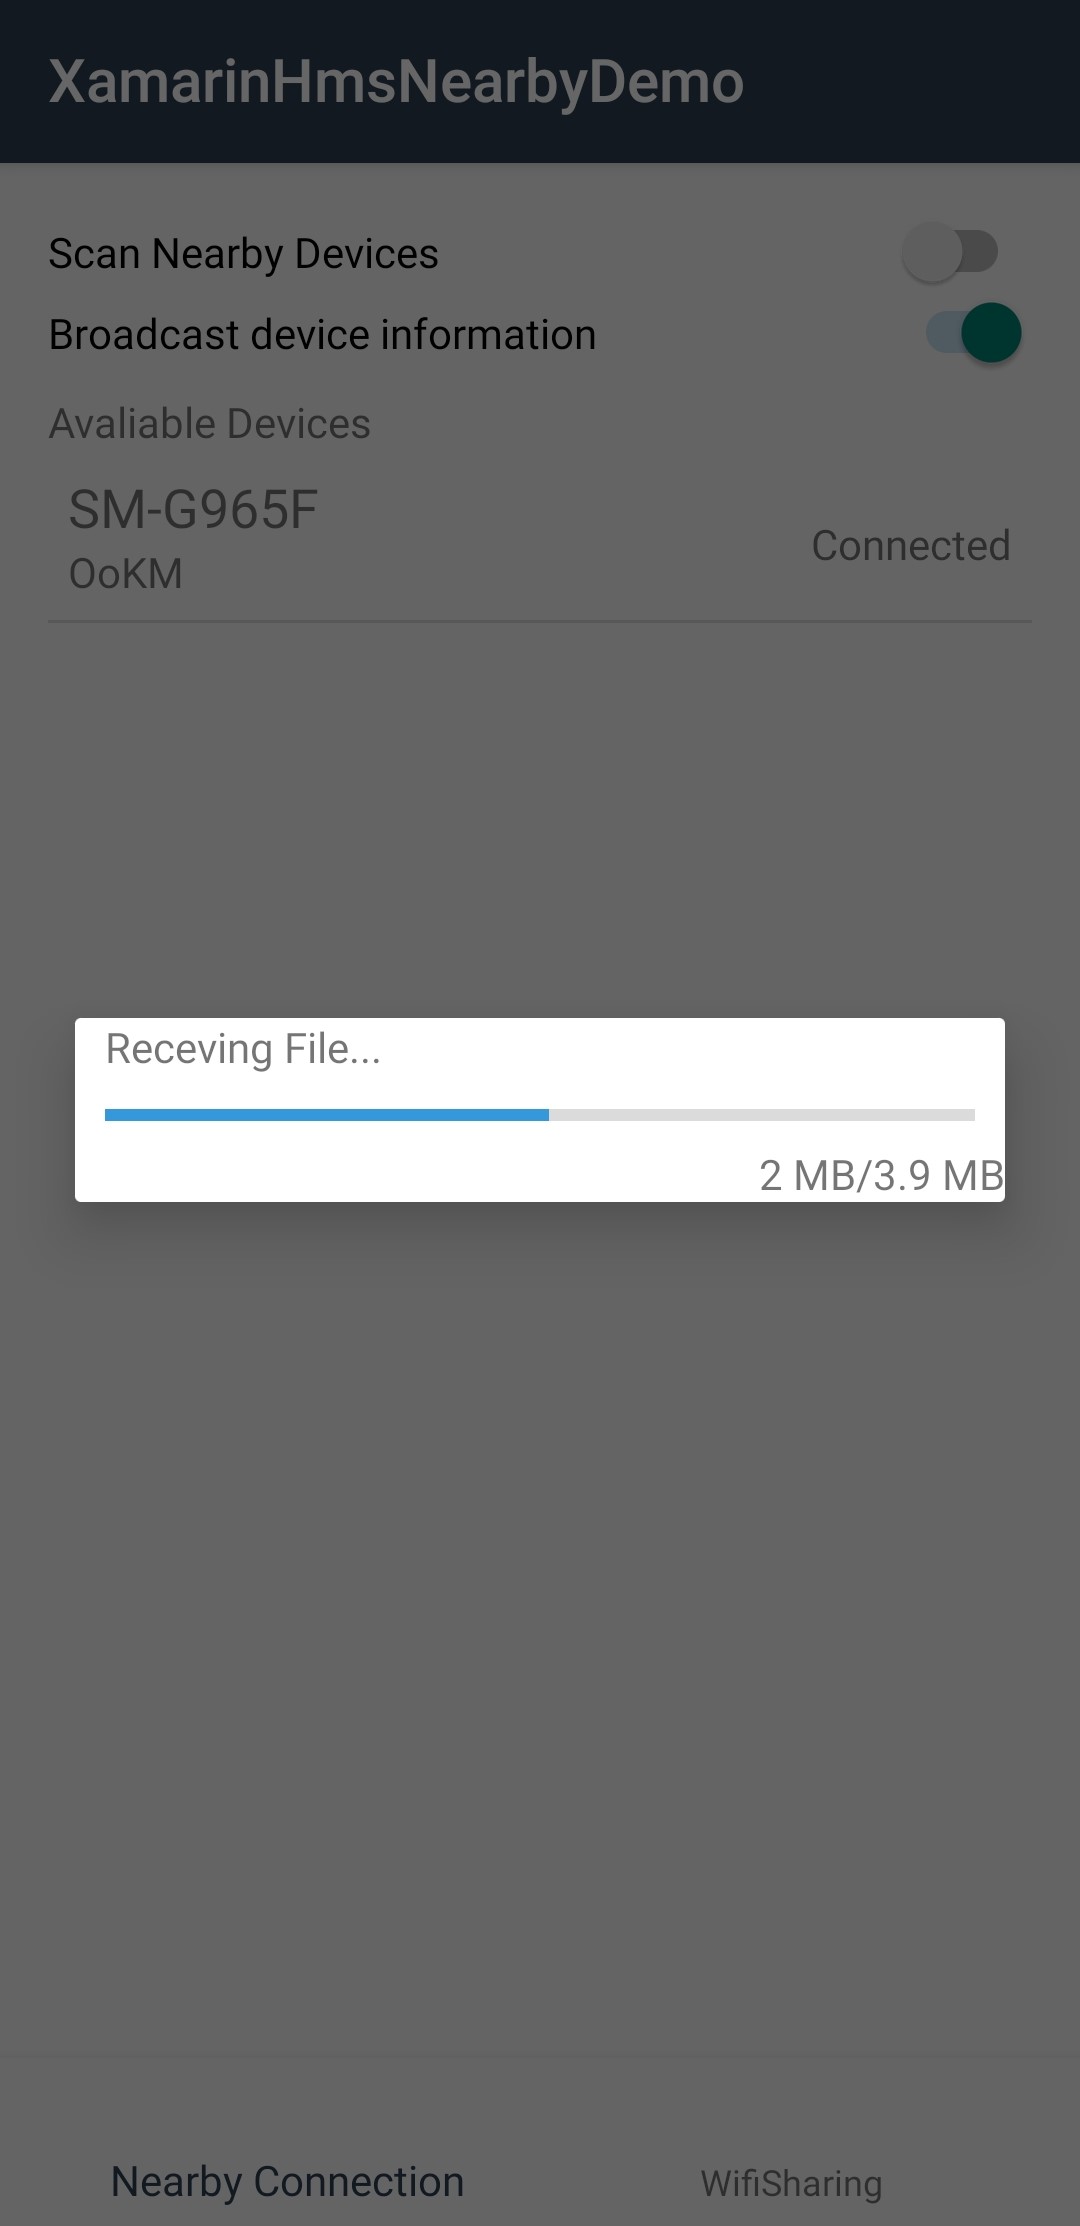 XamarinHmsNearbyDemo
Scan Nearby Devices
Broadcast device information
Avaliable Devices
SM-G965F
OoKM
Connected
Receving File...
2 MB/3.9 MB
Nearby Connection
WifiSharing